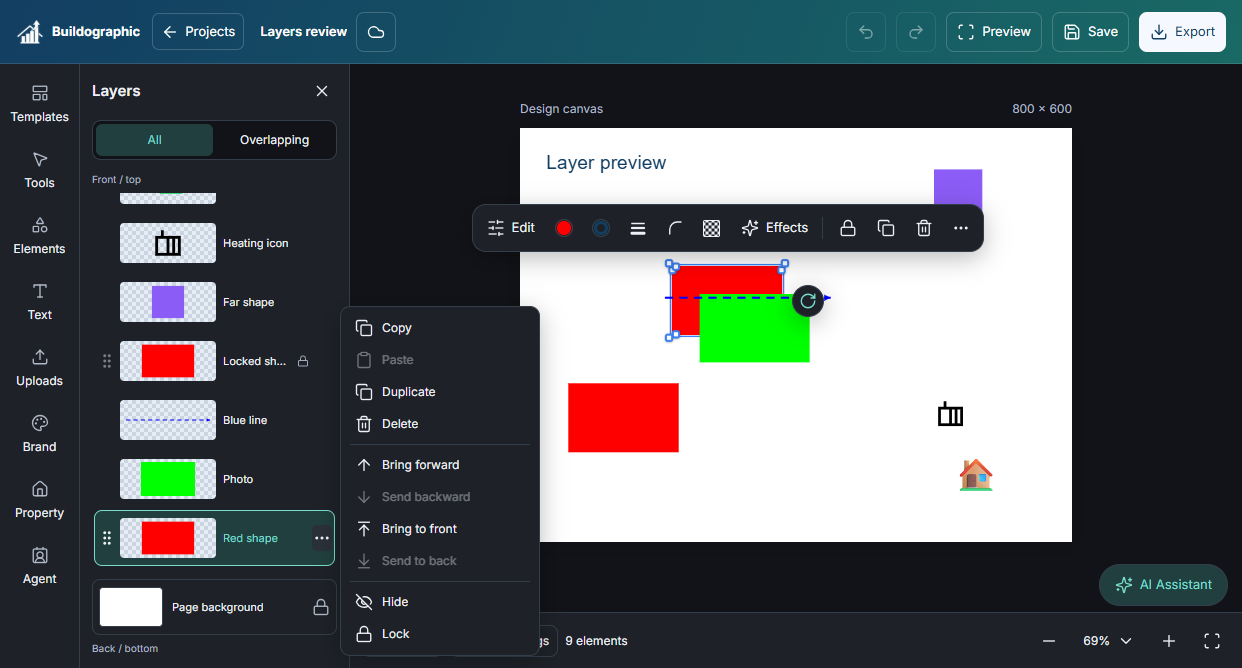 Buildographic
Projects
Layers review
Preview
Save
Export
Templates
Tools
Elements
Text
Uploads
Brand
Property
Agent
Layers
All
Overlapping
Front / top
Heating icon
Far shape
Locked sh...
Blue line
Photo
Red shape
Page background
Back / bottom
Copy
Paste
Duplicate
Delete
Bring forward
Send backward
Bring to front
Send to back
Hide
Lock
Design canvas
800 × 600
Layer preview
Edit
Effects
AI Assistant
9 elements
69%